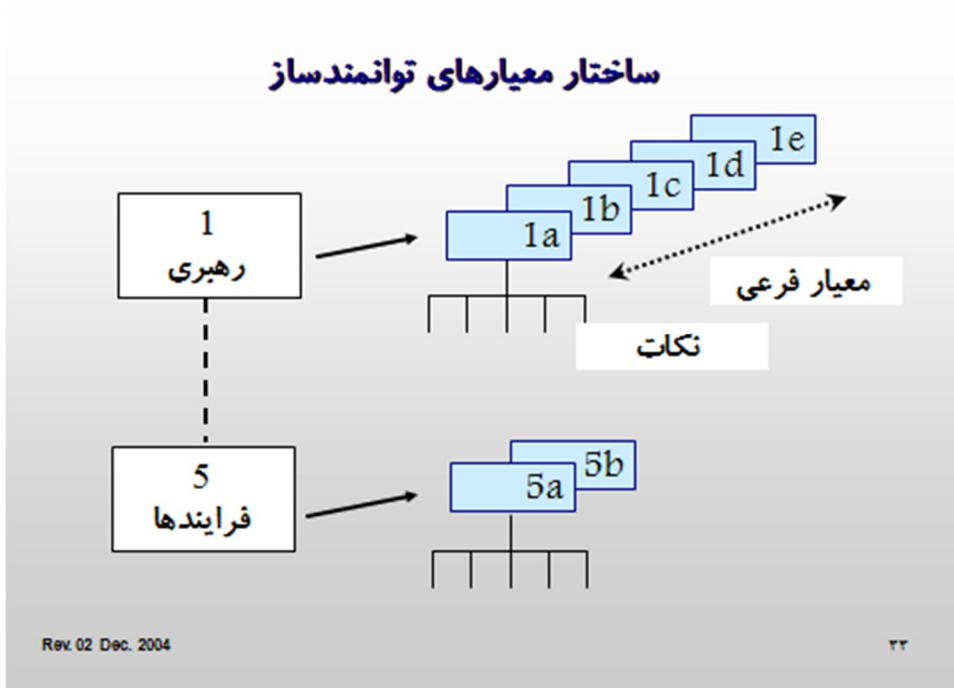 ساختار معیارهای توانمندساز
1e
1d
1c
1b
1a
1
رهبری
معیار فرعی
نکات
5b
5a
5
فرایندها
Rev. 02 Dec. 2004
۳۳